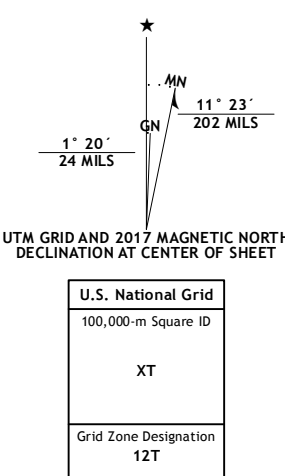 ★
MN
GN
11° 23´
202 MILS
1° 20´
24 MILS
UTM GRID AND 2017 MAGNETIC NORTH
DECLINATION AT CENTER OF SHEET
U.S. National Grid
100,000-m Square ID
XT
Grid Zone Designation
12T